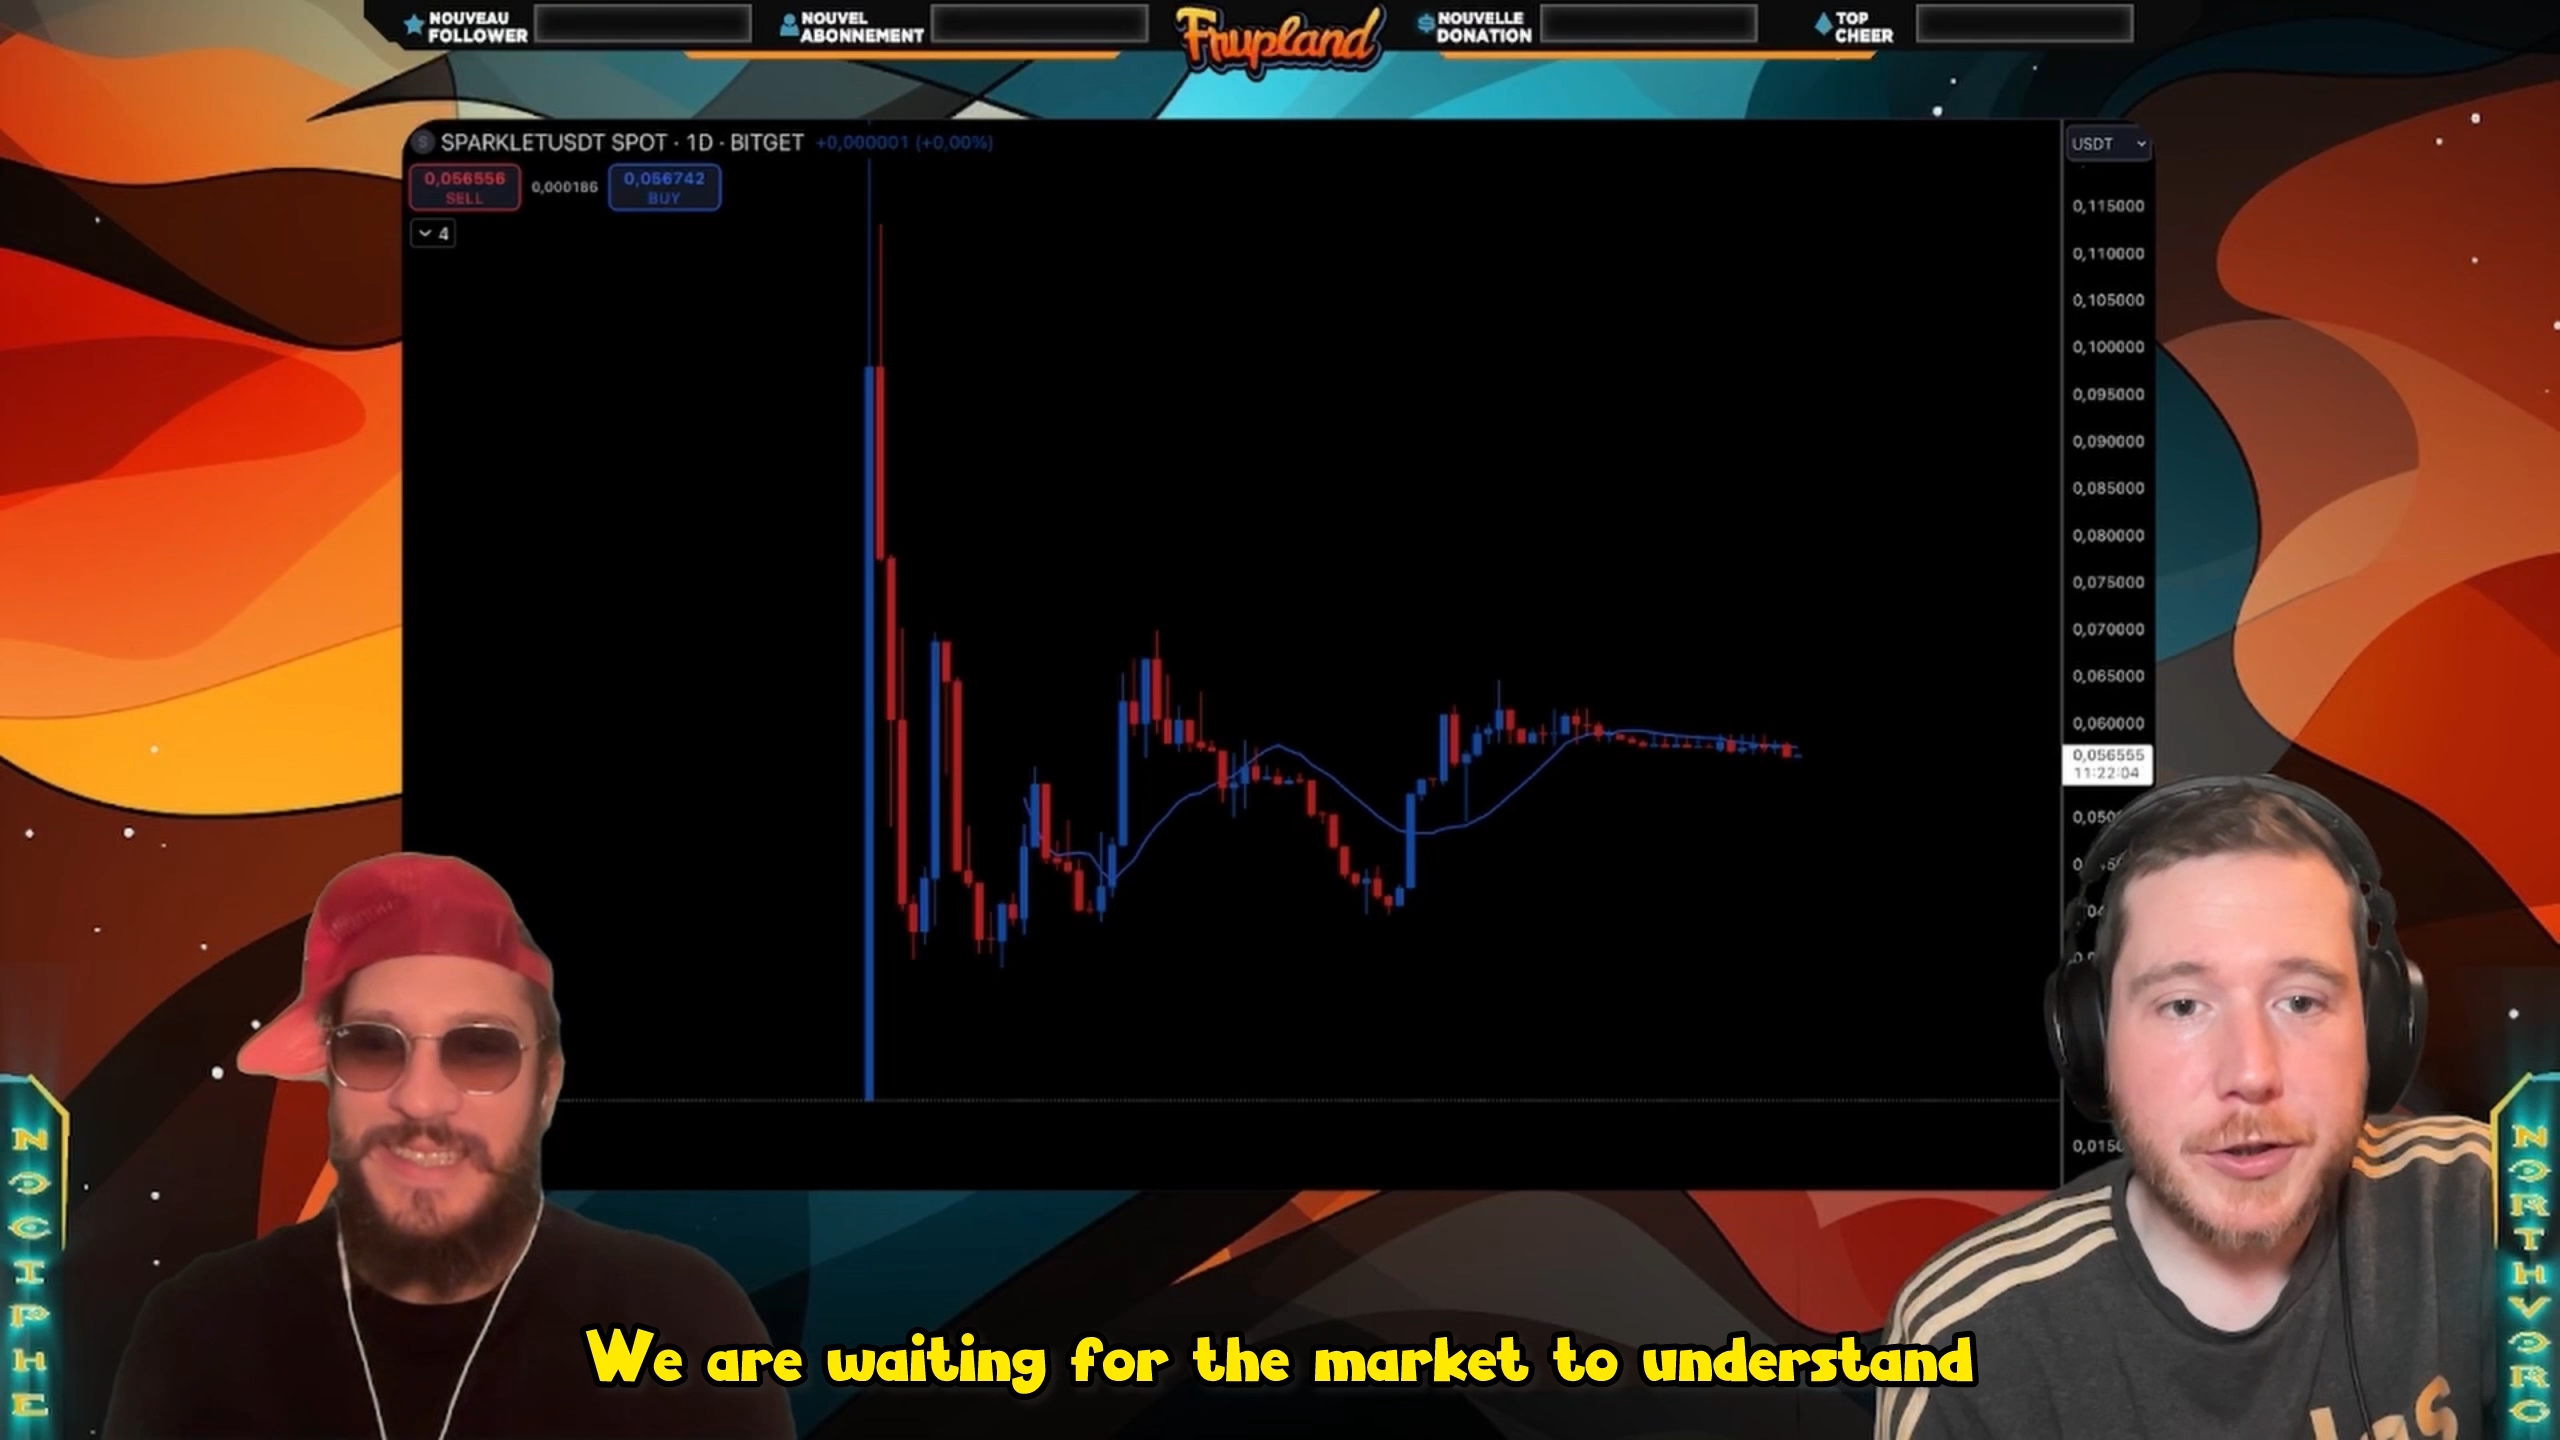 NOUVEAU
FOLLOWER
NOUVEL
ABONNEMENT
Frupland
NOUVELLE
DONATION
TOP
CHEER
SPARKLETUSDT SPOT · 1D · BITGET +0,000001 (+0,00%)
USDT
0,056556
SELL
0,000186
0,056742
BUY
4
0,115000
0,110000
0,105000
0,100000
0,095000
0,090000
0,085000
0,080000
0,075000
0,070000
0,065000
0,060000
0,056555
11:22:04
NOCIPHE
NORTHVORO
We are waiting for the market to understand